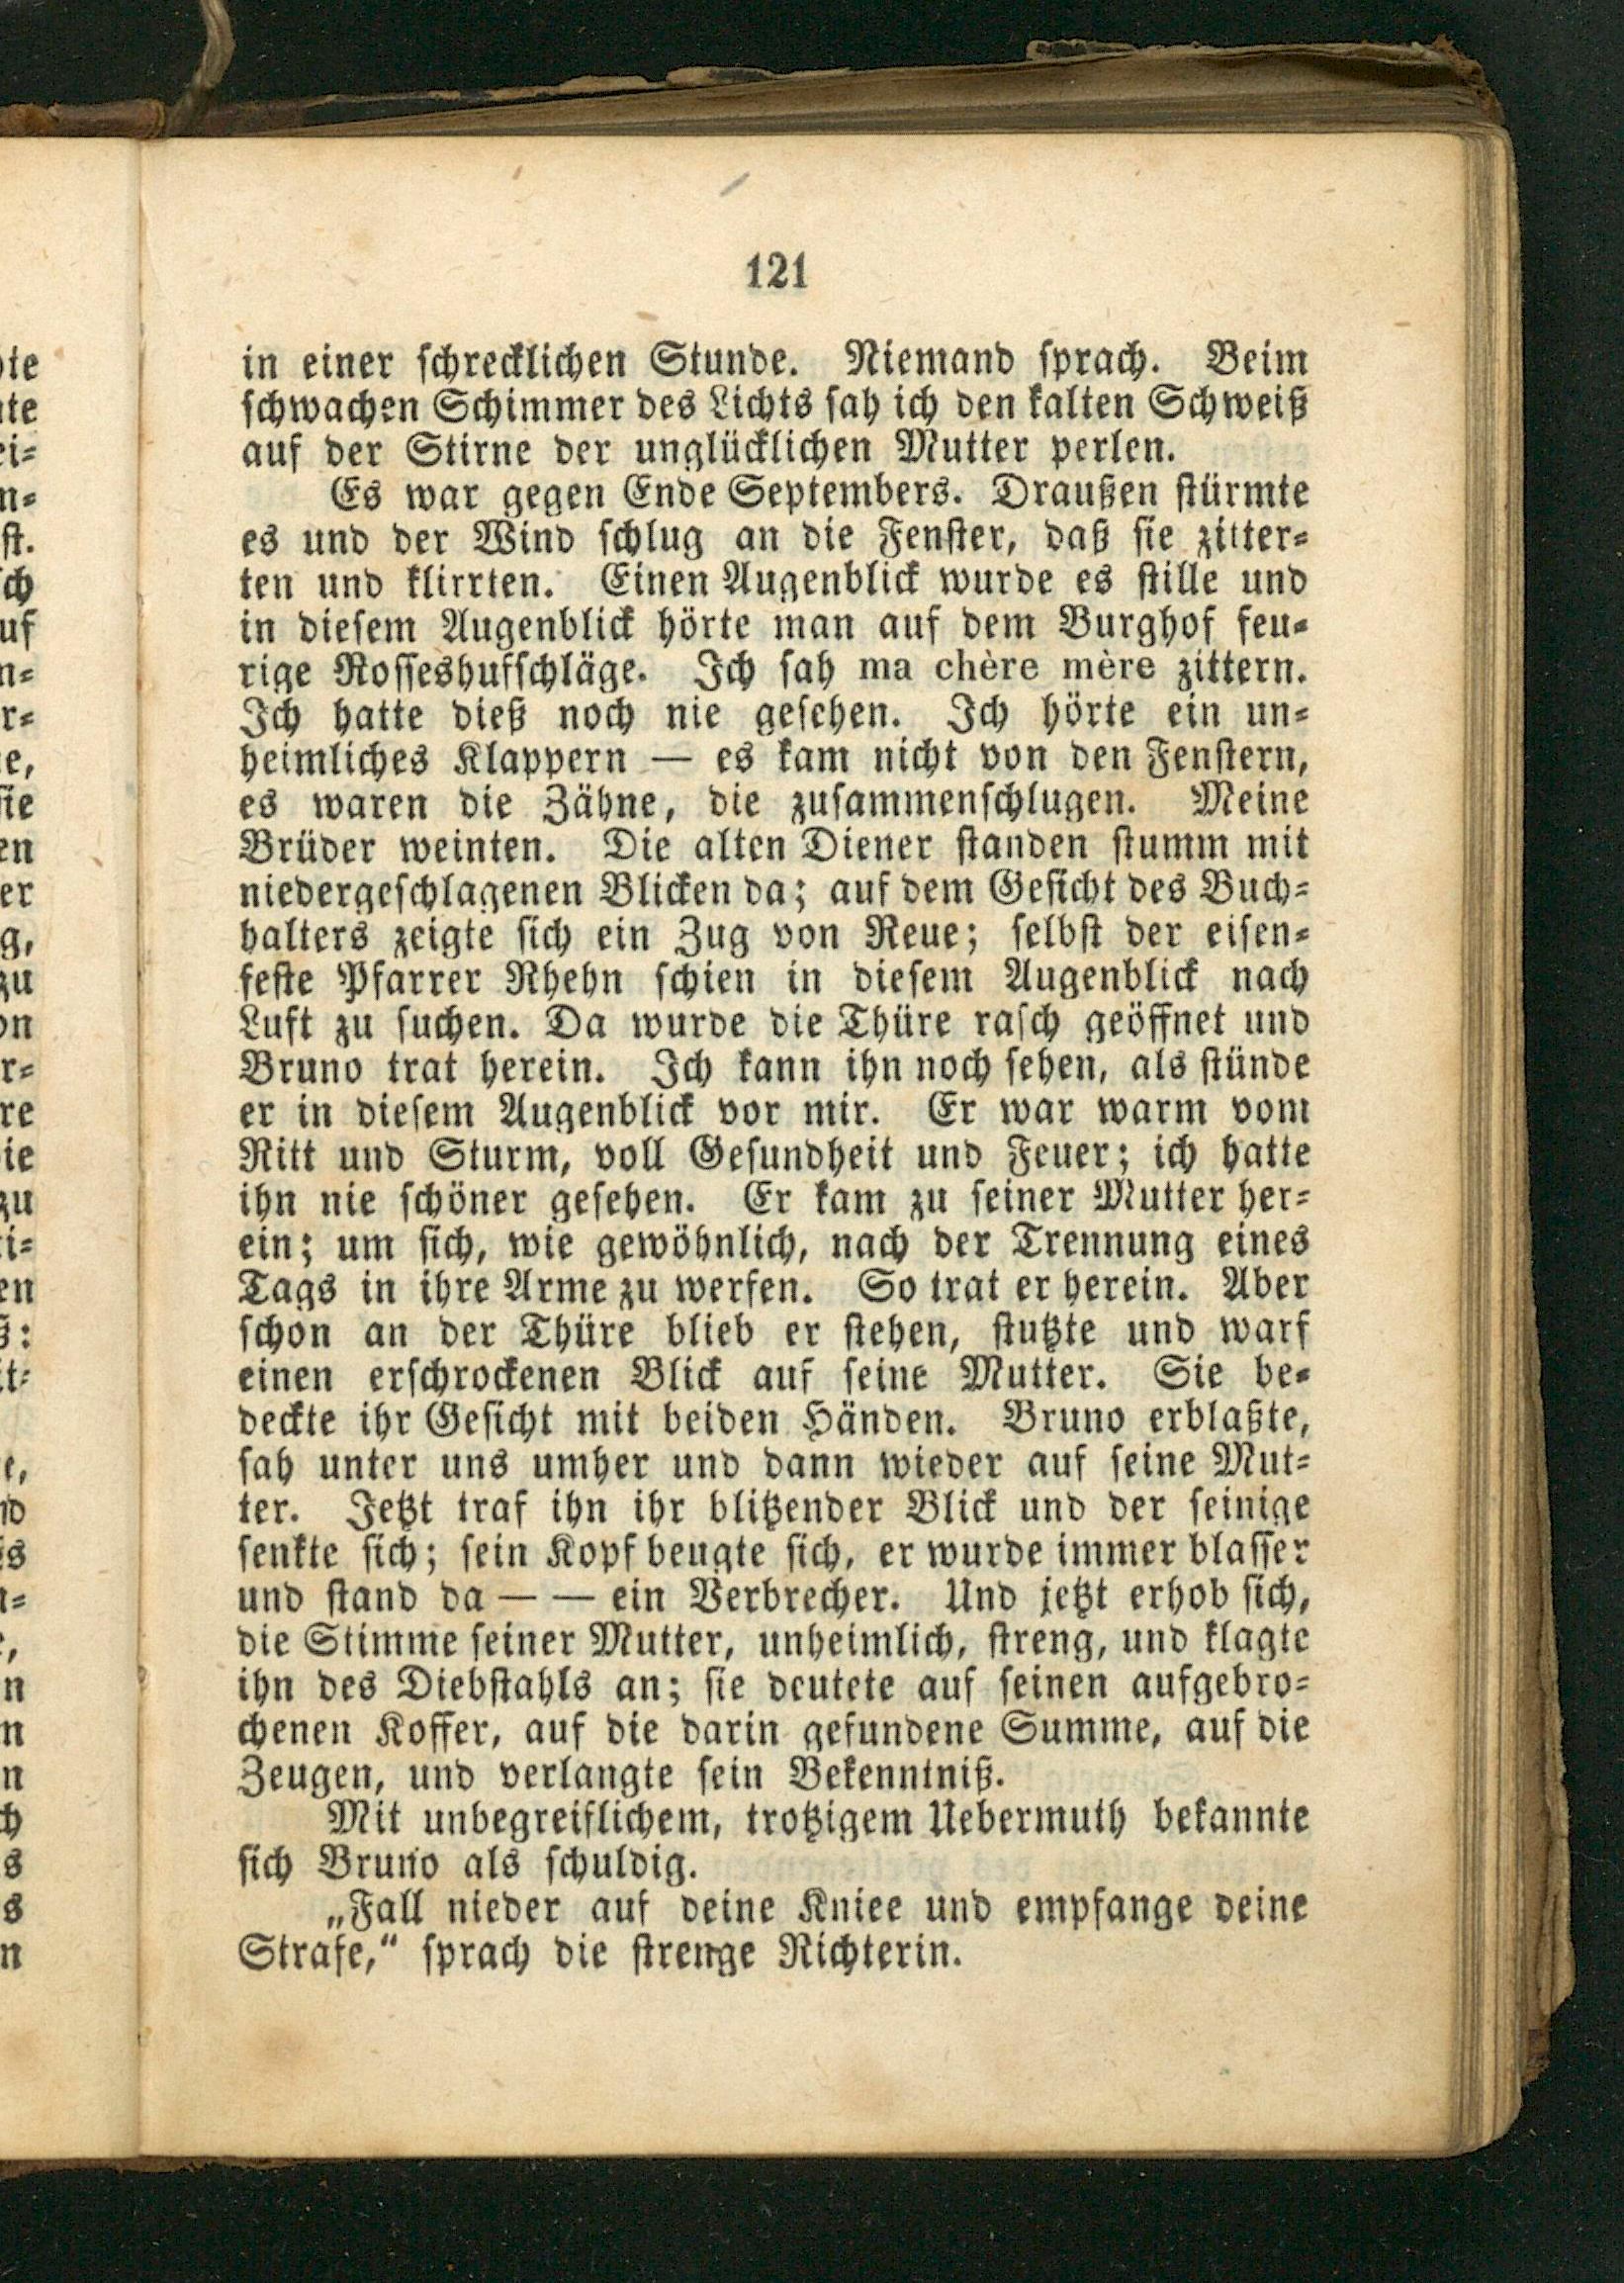 121
in einer schrecklichen Stunde. Niemand sprach. Beim
schwachen Schimmer des Lichts sah ich den kalten Schweiß
auf der Stirne der unglücklichen Mutter perlen.
Es war gegen Ende Septembers. Draußen stürmte
es und der Wind schlug an die Fenster, daß sie zitter-
ten und klirrten. Einen Augenblick wurde es stille und
in diesem Augenblick hörte man auf dem Burghof feu-
rige Rosseshufschläge. Ich sah ma chère mère zittern.
Ich hatte dieß noch nie gesehen. Ich hörte ein un-
heimliches Klappern — es kam nicht von den Fenstern,
es waren die Zähne, die zusammenschlugen. Meine
Brüder weinten. Die alten Diener standen stumm mit
niedergeschlagenen Blicken da; auf dem Gesicht des Buch-
halters zeigte sich ein Zug von Reue; selbst der eisen-
feste Pfarrer Rhehn schien in diesem Augenblick nach
Luft zu suchen. Da wurde die Thüre rasch geöffnet und
Bruno trat herein. Ich kann ihn noch sehen, als stünde
er in diesem Augenblick vor mir. Er war warm vom
Ritt und Sturm, voll Gesundheit und Feuer; ich hatte
ihn nie schöner gesehen. Er kam zu seiner Mutter her-
ein; um sich, wie gewöhnlich, nach der Trennung eines
Tags in ihre Arme zu werfen. So trat er herein. Aber
schon an der Thüre blieb er stehen, stutzte und warf
einen erschrockenen Blick auf seine Mutter. Sie be-
deckte ihr Gesicht mit beiden Händen. Bruno erblaßte,
sah unter uns umher und dann wieder auf seine Mut-
ter. Jetzt traf ihn ihr blitzender Blick und der seinige
senkte sich; sein Kopf beugte sich, er wurde immer blasser
und stand da — — ein Verbrecher. Und jetzt erhob sich,
die Stimme seiner Mutter, unheimlich, streng, und klagte
ihn des Diebstahls an; sie deutete auf seinen aufgebro-
chenen Koffer, auf die darin gefundene Summe, auf die
Zeugen, und verlangte sein Bekenntniß.
Mit unbegreiflichem, trotzigem Uebermuth bekannte
sich Bruno als schuldig.
„Fall nieder auf deine Kniee und empfange deine
Strafe,“ sprach die strenge Richterin.